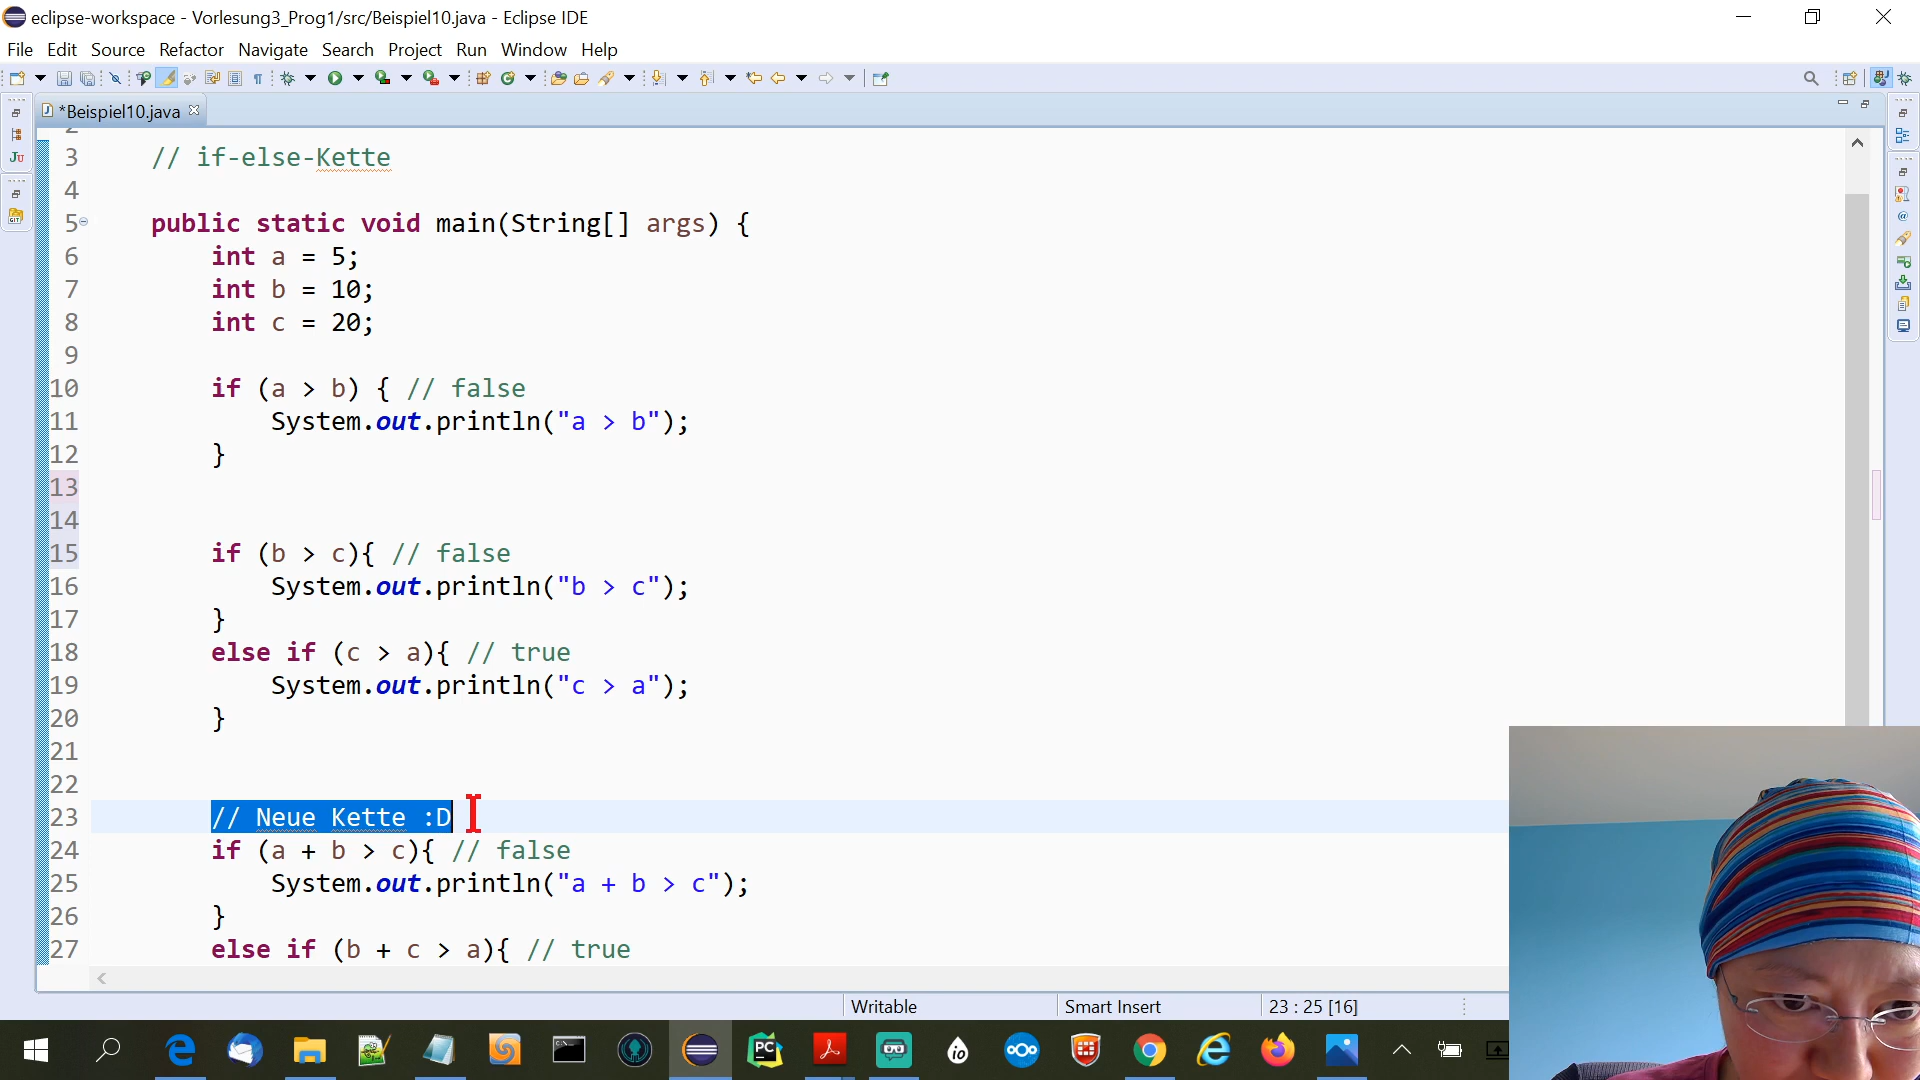 eclipse-workspace - Vorlesung3_Prog1/src/Beispiel10.java - Eclipse IDE
File Edit Source Refactor Navigate Search Project Run Window Help
*Beispiel10.java
3 // if-else-Kette
4
5 public static void main(String[] args) {
6 int a = 5;
7 int b = 10;
8 int c = 20;
9
10 if (a > b) { // false
11 System.out.println("a > b");
12 }
13
14
15 if (b > c){ // false
16 System.out.println("b > c");
17 }
18 else if (c > a){ // true
19 System.out.println("c > a");
20 }
21
22
23 // Neue Kette :D
24 if (a + b > c){ // false
25 System.out.println("a + b > c");
26 }
27 else if (b + c > a){ // true
Writable Smart Insert 23 : 25 [16]